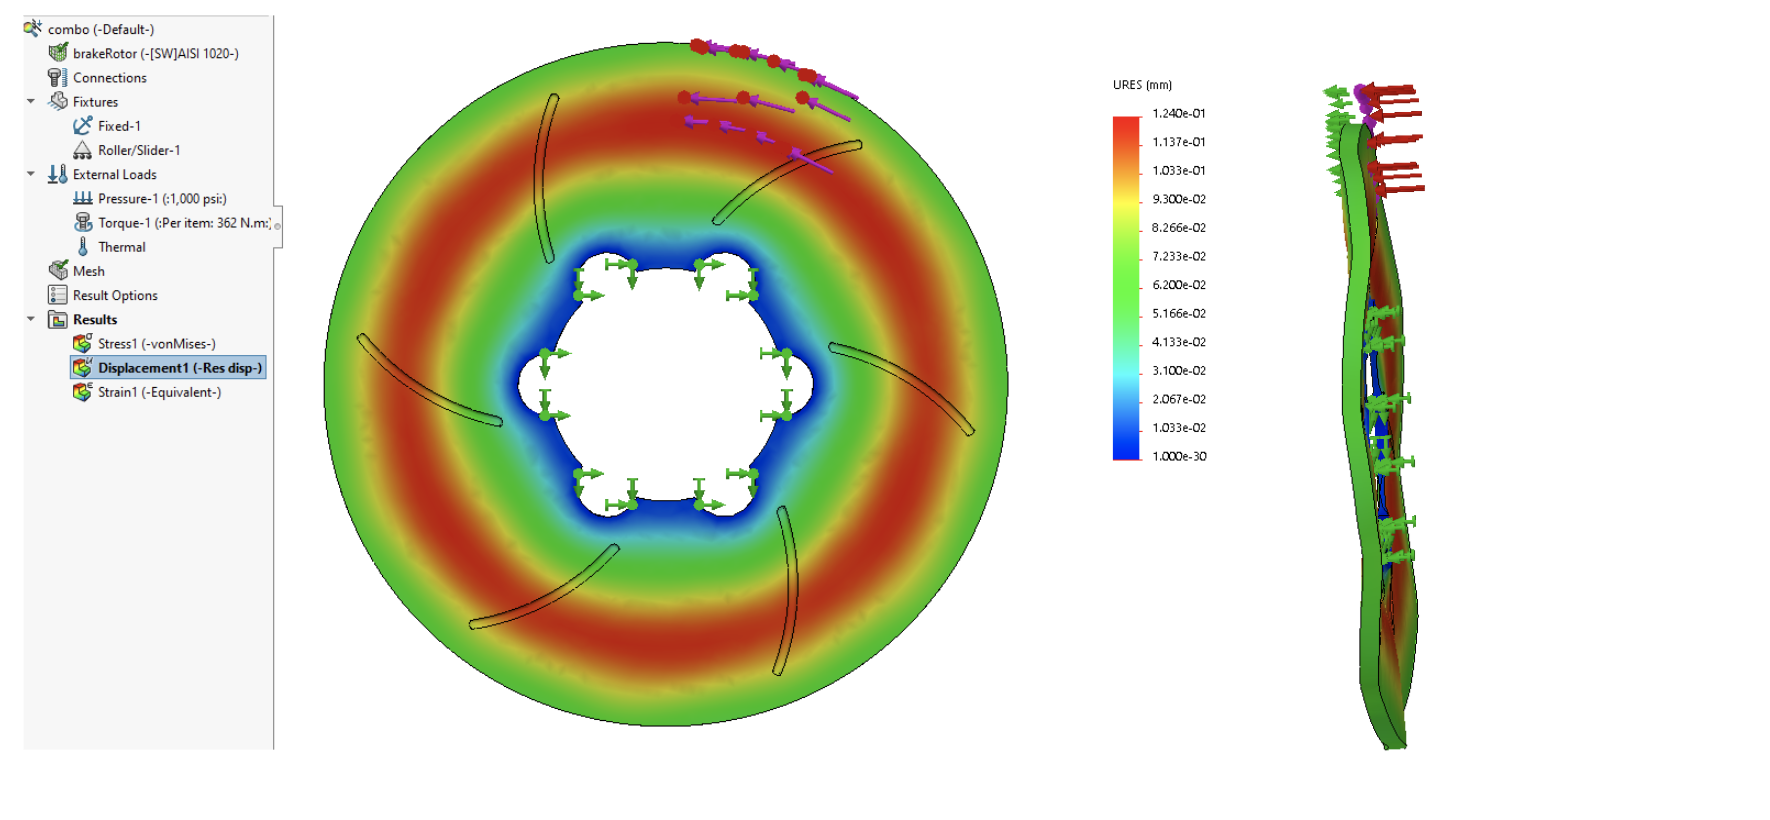 combo (-Default-)
brakeRotor (-[SW]AISI 1020-)
Connections
Fixtures
Fixed-1
Roller/Slider-1
External Loads
Pressure-1 (:1,000 psi:)
Torque-1 (:Per item: 362 N.m:)
Thermal
Mesh
Result Options
Results
Stress1 (-vonMises-)
Displacement1 (-Res disp-)
Strain1 (-Equivalent-)
URES (mm)
1.240e-01
1.137e-01
1.033e-01
9.300e-02
8.266e-02
7.233e-02
6.200e-02
5.166e-02
4.133e-02
3.100e-02
2.067e-02
1.033e-02
1.000e-30